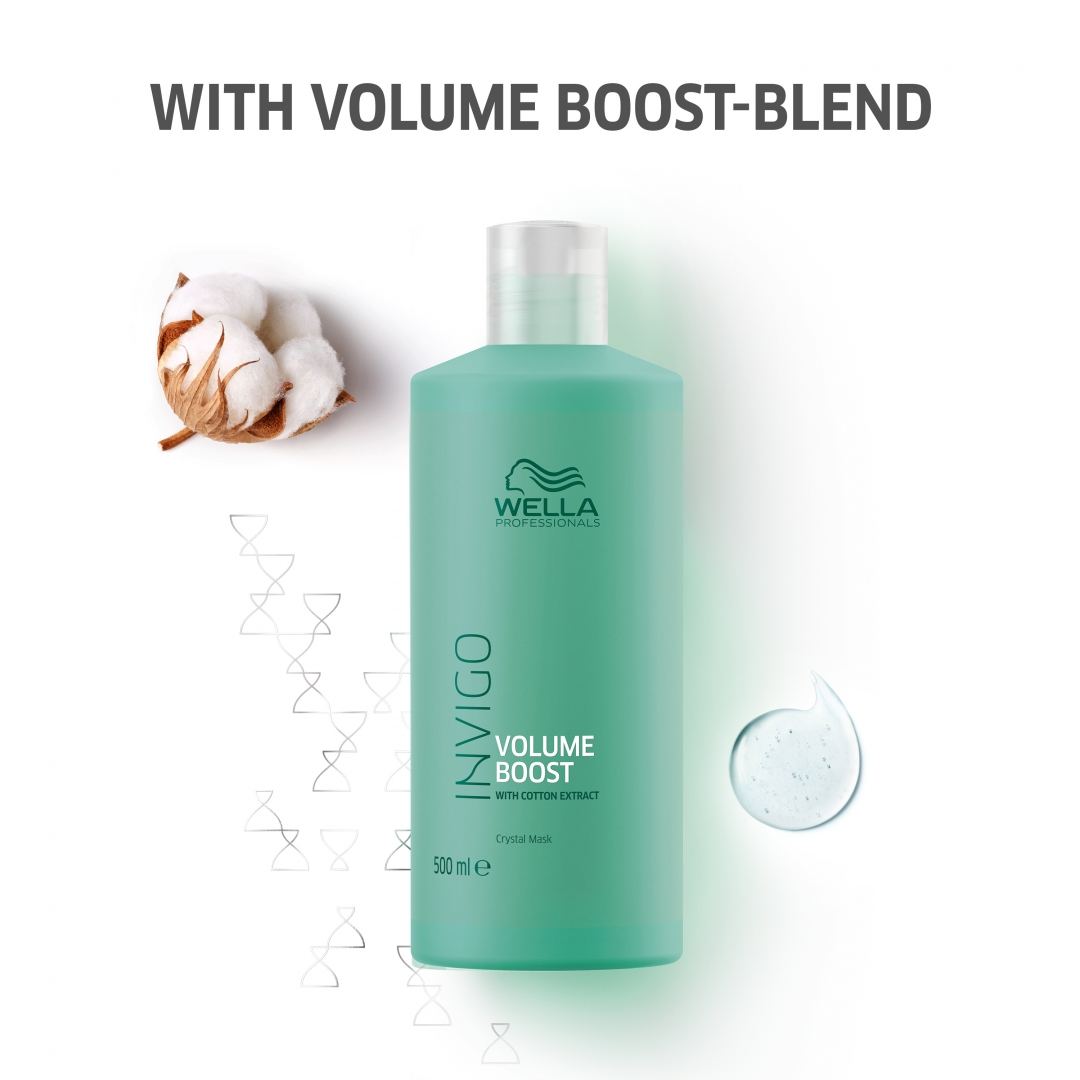 WITH VOLUME BOOST-BLEND
WELLA
PROFESSIONALS
INVIGO
VOLUME
BOOST
WITH COTTON EXTRACT
Crystal Mask
500 ml ℮